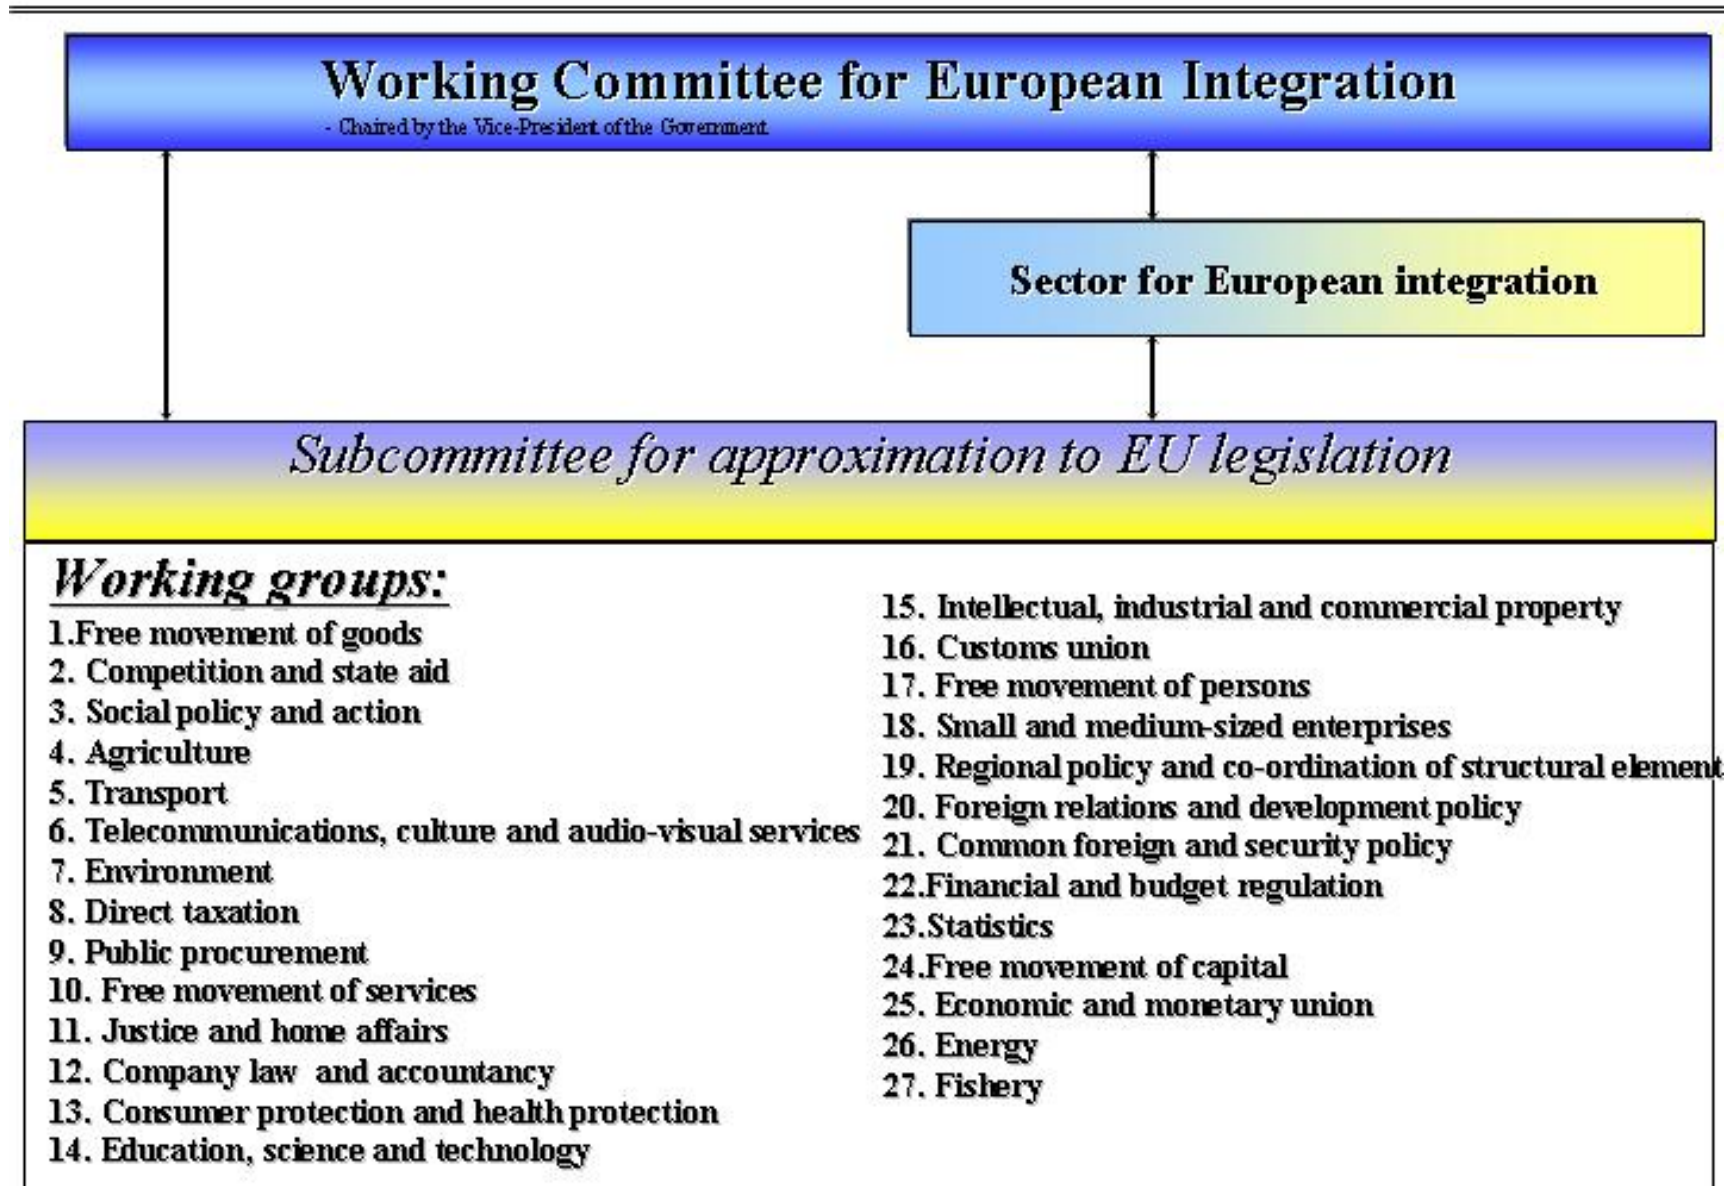 Working Committee for European Integration
- Chaired by the Vice-President of the Government
Sector for European integration
Subcommittee for approximation to EU legislation
Working groups:
1.Free movement of goods
2. Competition and state aid
3. Social policy and action
4. Agriculture
5. Transport
6. Telecommunications, culture and audio-visual services
7. Environment
8. Direct taxation
9. Public procurement
10. Free movement of services
11. Justice and home affairs
12. Company law and accountancy
13. Consumer protection and health protection
14. Education, science and technology
15. Intellectual, industrial and commercial property
16. Customs union
17. Free movement of persons
18. Small and medium-sized enterprises
19. Regional policy and co-ordination of structural element
20. Foreign relations and development policy
21. Common foreign and security policy
22.Financial and budget regulation
23.Statistics
24.Free movement of capital
25. Economic and monetary union
26. Energy
27. Fishery